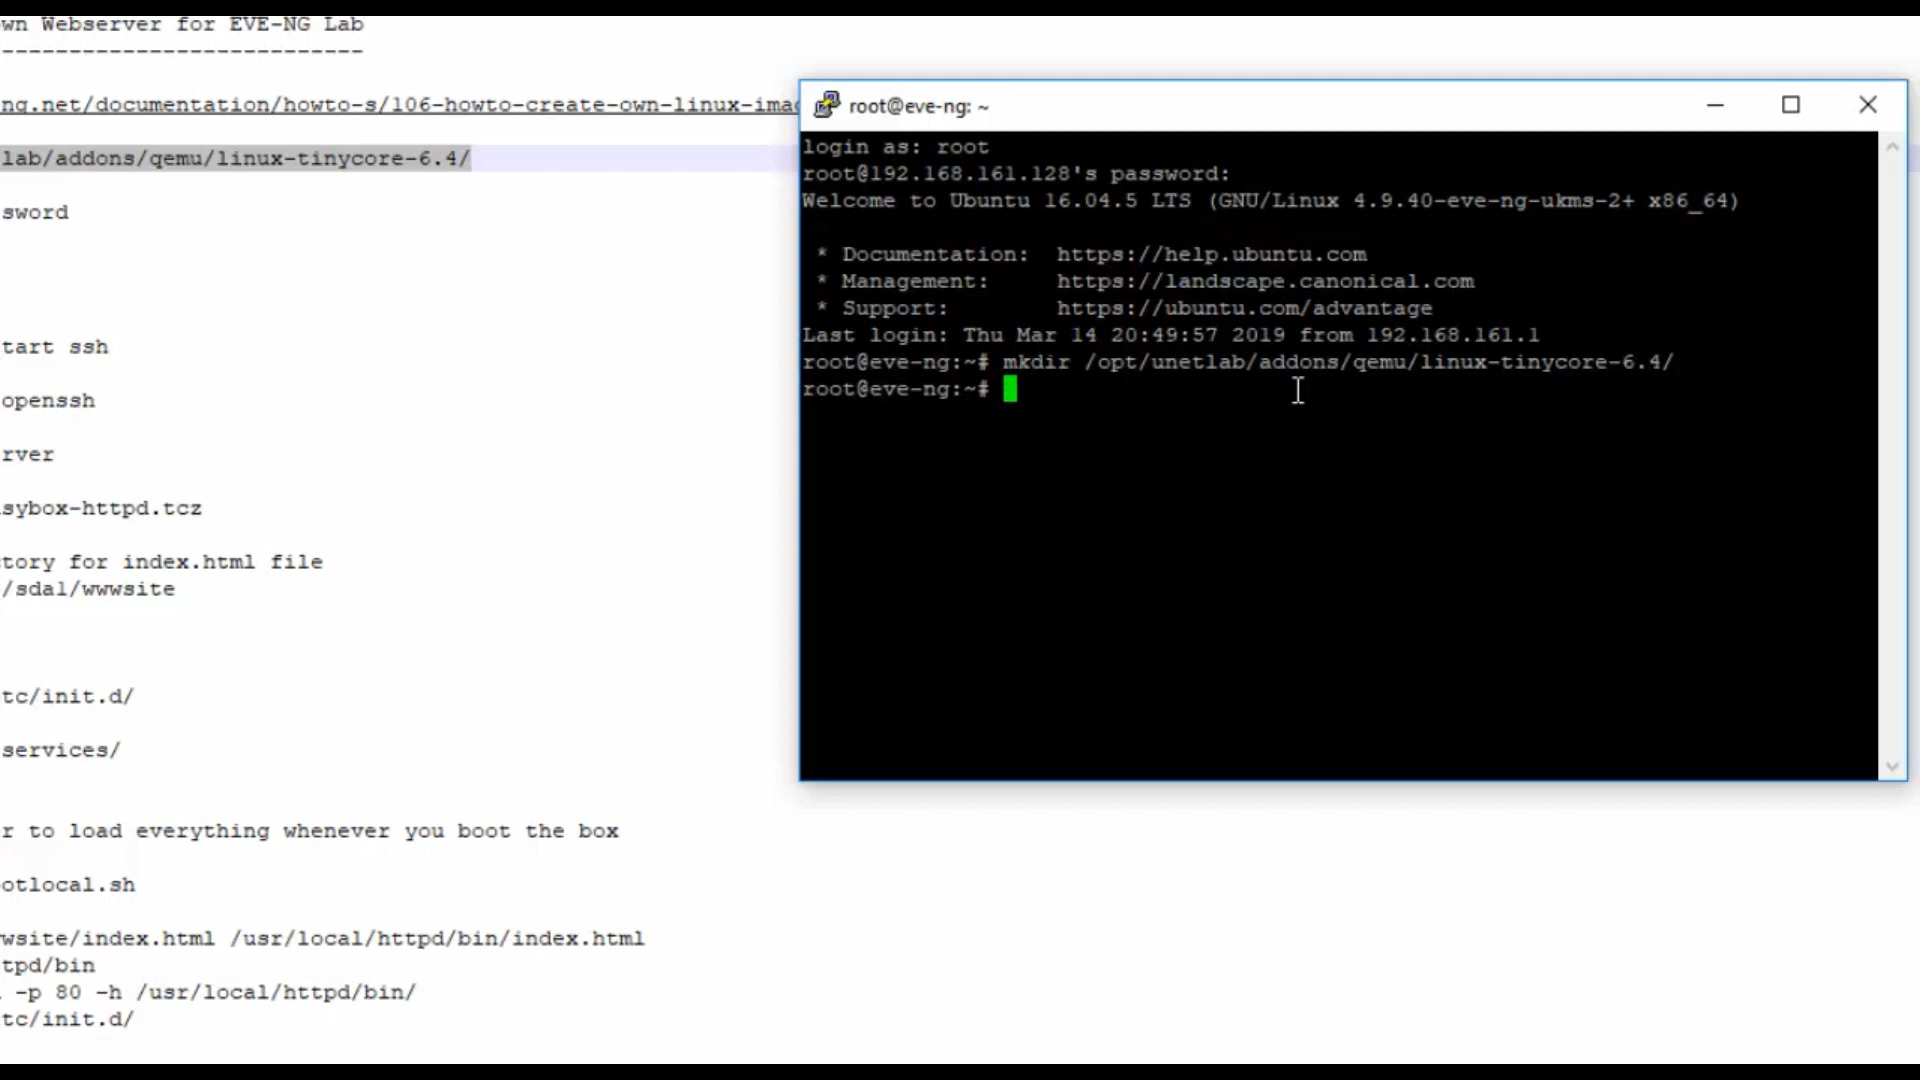 wn Webserver for EVE-NG Lab
---------------------------
ng.net/documentation/howto-s/106-howto-create-own-linux-ima
lab/addons/qemu/linux-tinycore-6.4/
sword
tart ssh
openssh
rver
sybox-httpd.tcz
tory for index.html file
/sda1/wwwsite
tc/init.d/
services/
r to load everything whenever you boot the box
otlocal.sh
wsite/index.html /usr/local/httpd/bin/index.html
tpd/bin
-p 80 -h /usr/local/httpd/bin/
tc/init.d/
root@eve-ng: ~
login as: root
root@192.168.161.128's password:
Welcome to Ubuntu 16.04.5 LTS (GNU/Linux 4.9.40-eve-ng-ukms-2+ x86_64)
* Documentation:  https://help.ubuntu.com
* Management:     https://landscape.canonical.com
* Support:        https://ubuntu.com/advantage
Last login: Thu Mar 14 20:49:57 2019 from 192.168.161.1
root@eve-ng:~# mkdir /opt/unetlab/addons/qemu/linux-tinycore-6.4/
root@eve-ng:~#